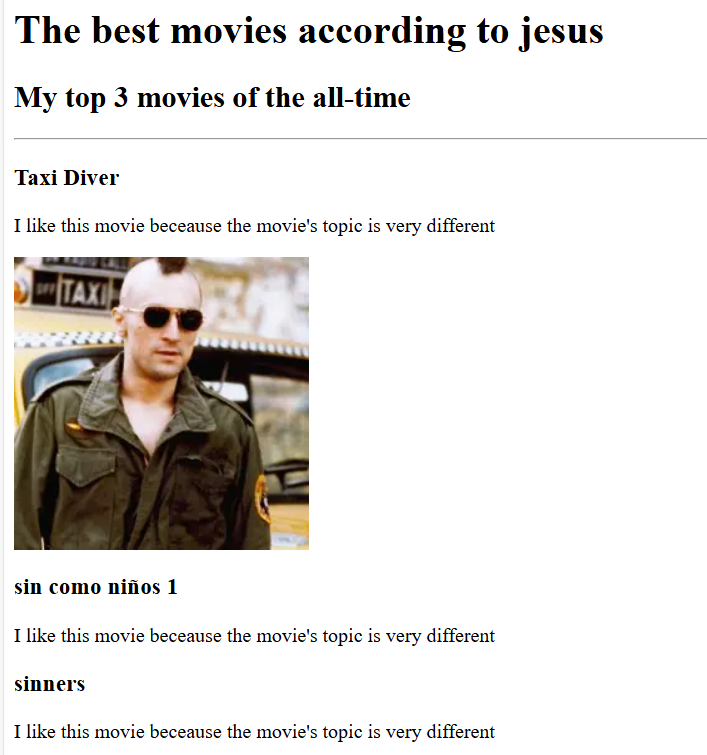 The best movies according to jesus
My top 3 movies of the all-time
Taxi Diver
I like this movie beceause the movie's topic is very different
OFF TAXI
sin como niños 1
I like this movie beceause the movie's topic is very different
sinners
I like this movie beceause the movie's topic is very different